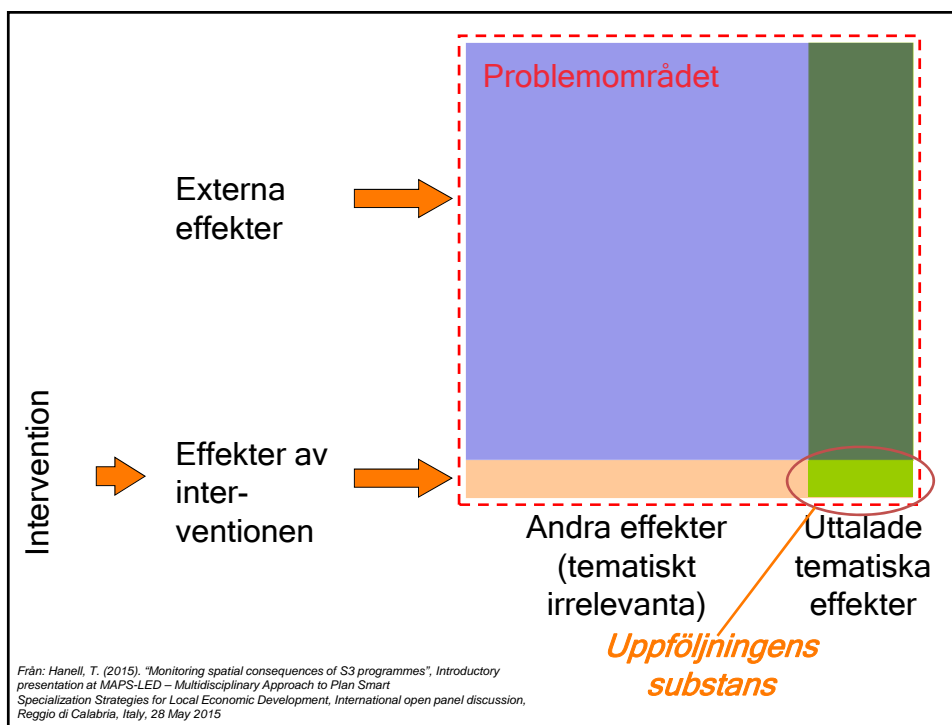 Problemområdet
Externa
effekter
Intervention
Effekter av
inter-
ventionen
Andra effekter
(tematiskt
irrelevanta)
Uttalade
tematiska
effekter
Uppföljningens
substans
Från: Hanell, T. (2015). “Monitoring spatial consequences of S3 programmes”, Introductory
presentation at MAPS-LED – Multidisciplinary Approach to Plan Smart
Specialization Strategies for Local Economic Development, International open panel discussion,
Reggio di Calabria, Italy, 28 May 2015